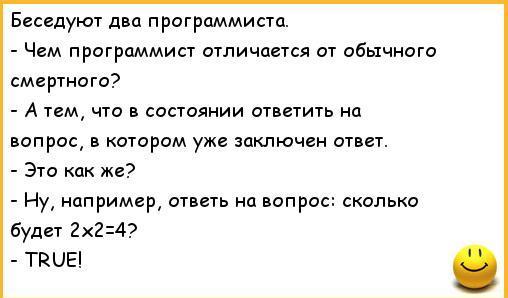 Беседуют два программиста.
- Чем программист отличается от обычного
смертного?
- А тем, что в состоянии ответить на
вопрос, в котором уже заключен ответ.
- Это как же?
- Ну, например, ответь на вопрос: сколько
будет 2x2=4?
- TRUE!